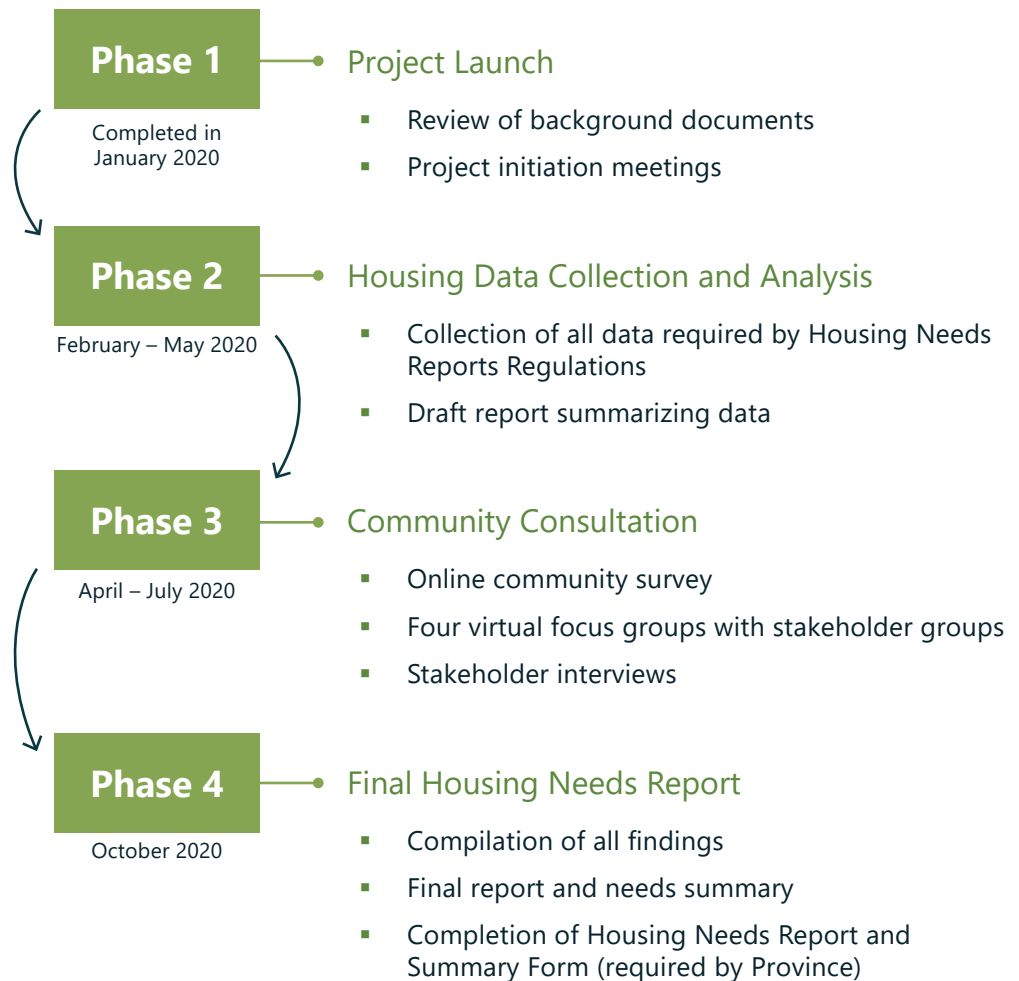 Phase 1
Project Launch
Completed in
January 2020
▪ Review of background documents
▪ Project initiation meetings
Phase 2
Housing Data Collection and Analysis
February – May 2020
▪ Collection of all data required by Housing Needs
Reports Regulations
▪ Draft report summarizing data
Phase 3
Community Consultation
April – July 2020
▪ Online community survey
▪ Four virtual focus groups with stakeholder groups
▪ Stakeholder interviews
Phase 4
Final Housing Needs Report
October 2020
▪ Compilation of all findings
▪ Final report and needs summary
▪ Completion of Housing Needs Report and
Summary Form (required by Province)